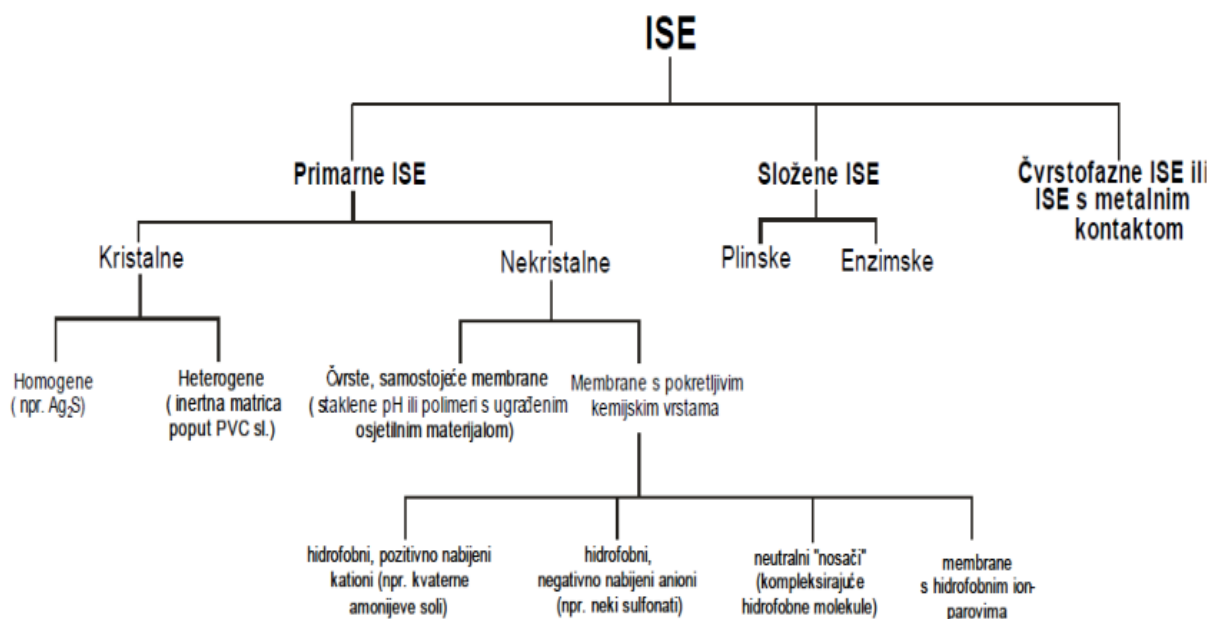 ISE
Primarne ISE
Složene ISE
Čvrstofazne ISE ili
ISE s metalnim
kontaktom
Kristalne
Nekristalne
Plinske
Enzimske
Homogene
( npr. Ag2S)
Heterogene
( inertna matrica
poput PVC sl.)
Čvrste, samostojeće membrane
( staklene pH ili polimeri s ugrađenim
osjetilnim materijalom)
Membrane s pokretljivim
kemijskim vrstama
hidrofobni, pozitivno nabijeni
kationi (npr. kvaterne
amonijeve soli)
hidrofobni,
negativno nabijeni anioni
(npr. neki sulfonati)
neutralni "nosači"
(kompleksirajuće
hidrofobne molekule)
membrane
s hidrofobnim ion-
parovima